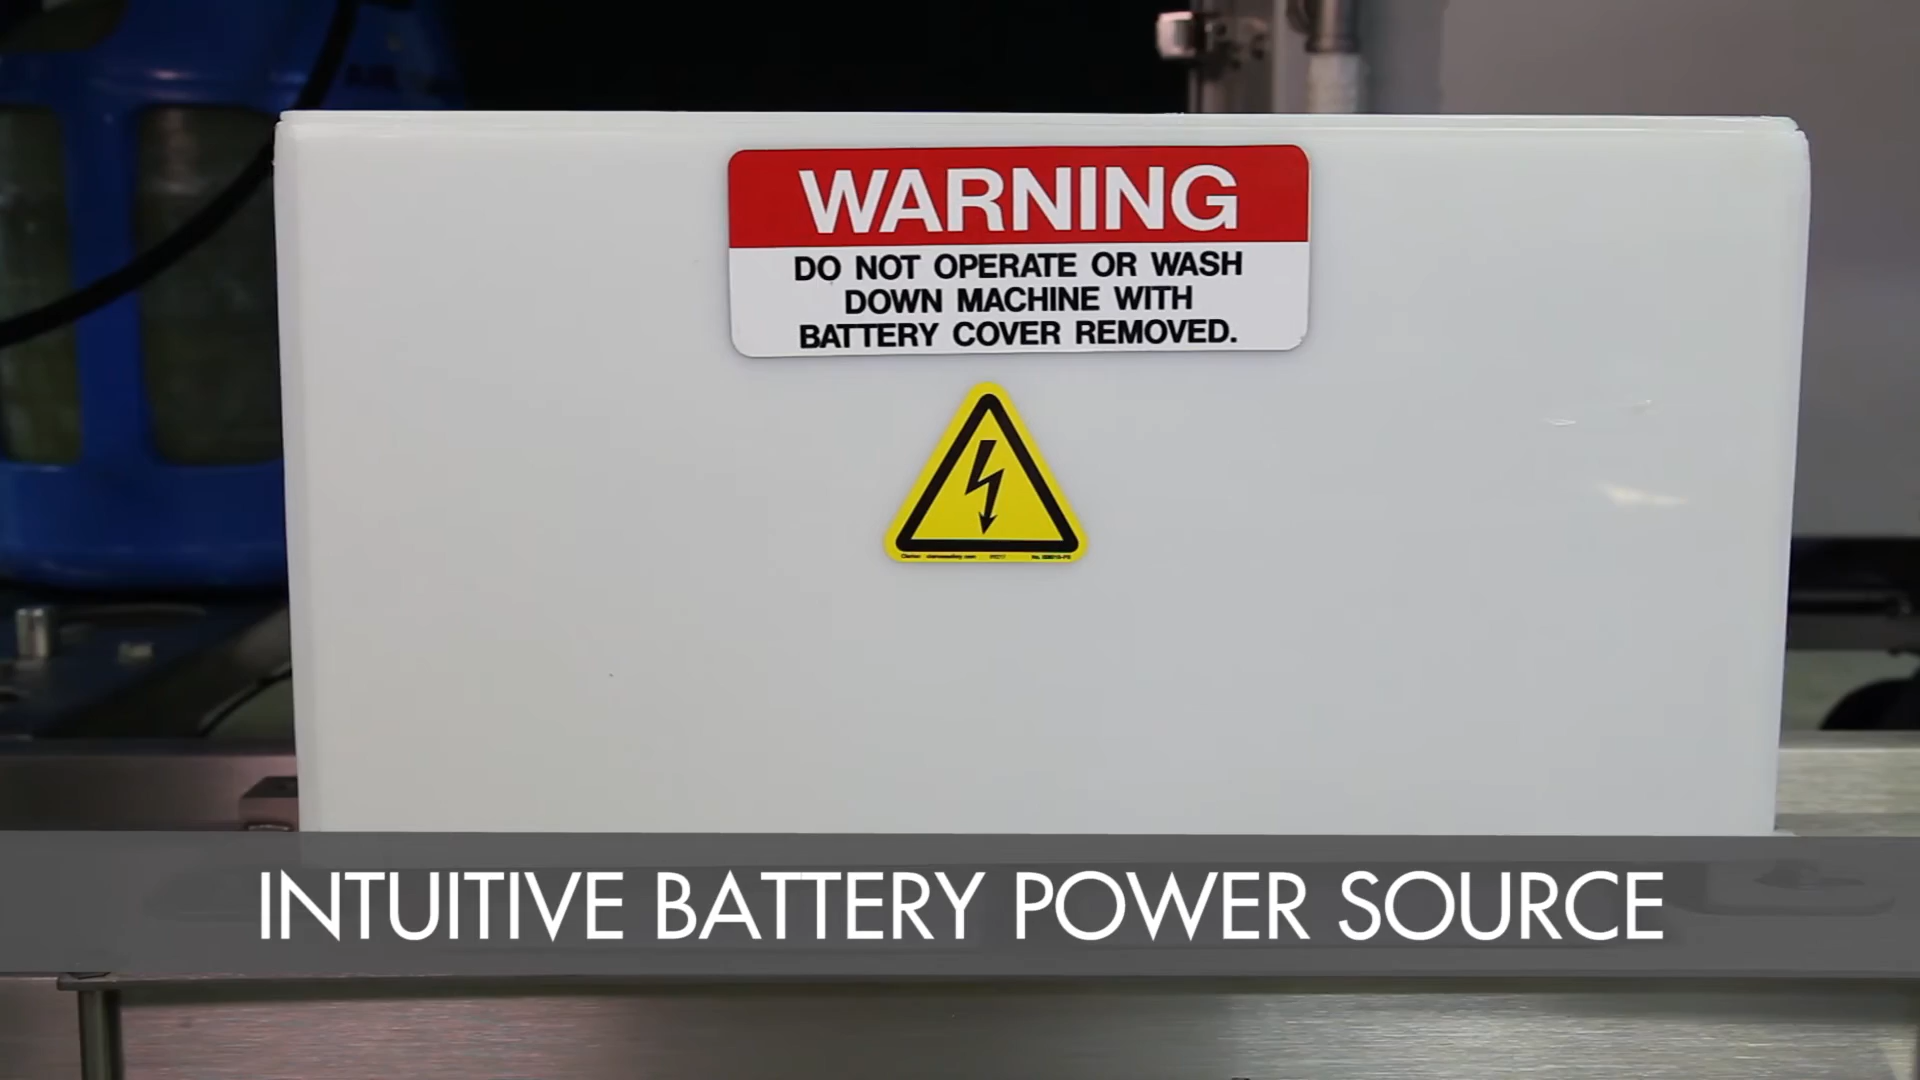 WARNING
DO NOT OPERATE OR WASH
DOWN MACHINE WITH
BATTERY COVER REMOVED.
INTUITIVE BATTERY POWER SOURCE